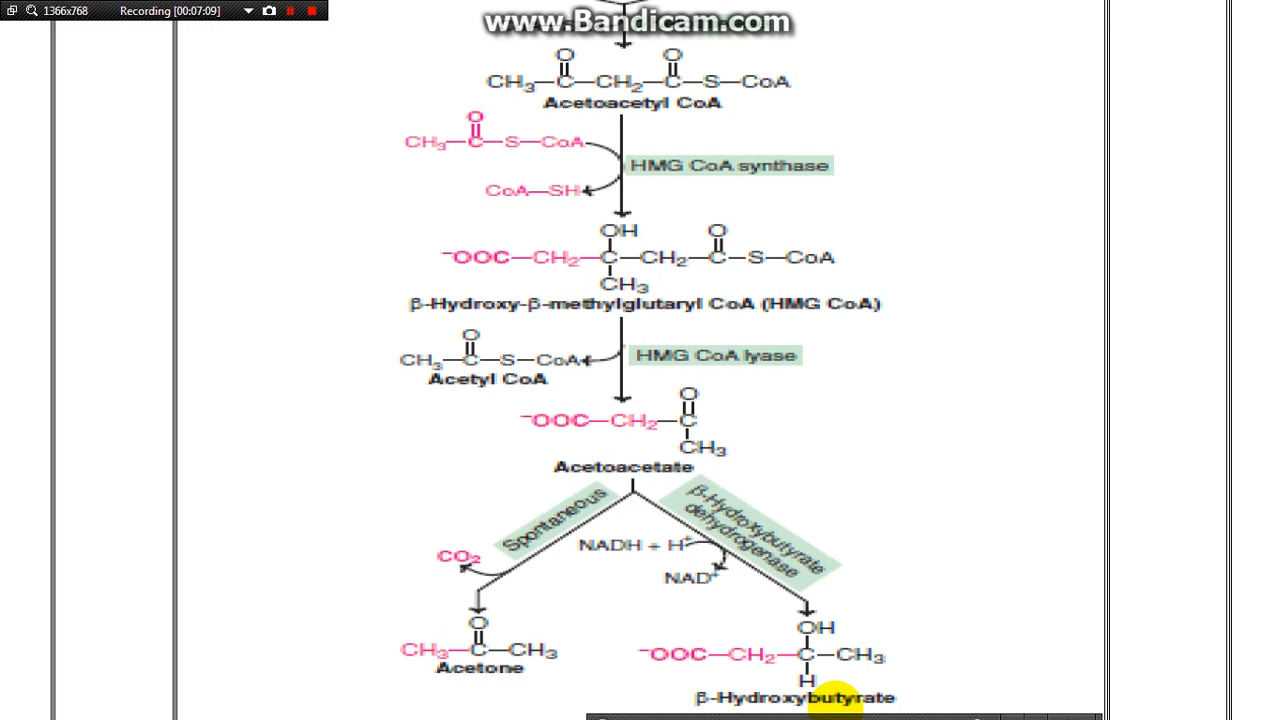 1366x768 Recording [00:07:09]
www.Bandicam.com
O O
CH3—C—CH2—C—S—CoA
Acetoacetyl CoA
O
CH3—C—S—CoA
HMG CoA synthase
CoA—SH
OH O
⁻OOC—CH2—C—CH2—C—S—CoA
CH3
β-Hydroxy-β-methylglutaryl CoA (HMG CoA)
O
CH3—C—S—CoA
HMG CoA lyase
Acetyl CoA
O
⁻OOC—CH2—C
CH3
Acetoacetate
Spontaneous
β-Hydroxybutyrate
dehydrogenase
NADH + H⁺
CO2
NAD⁺
O
CH3—C—CH3
Acetone
OH
⁻OOC—CH2—C—CH3
H
β-Hydroxybutyrate